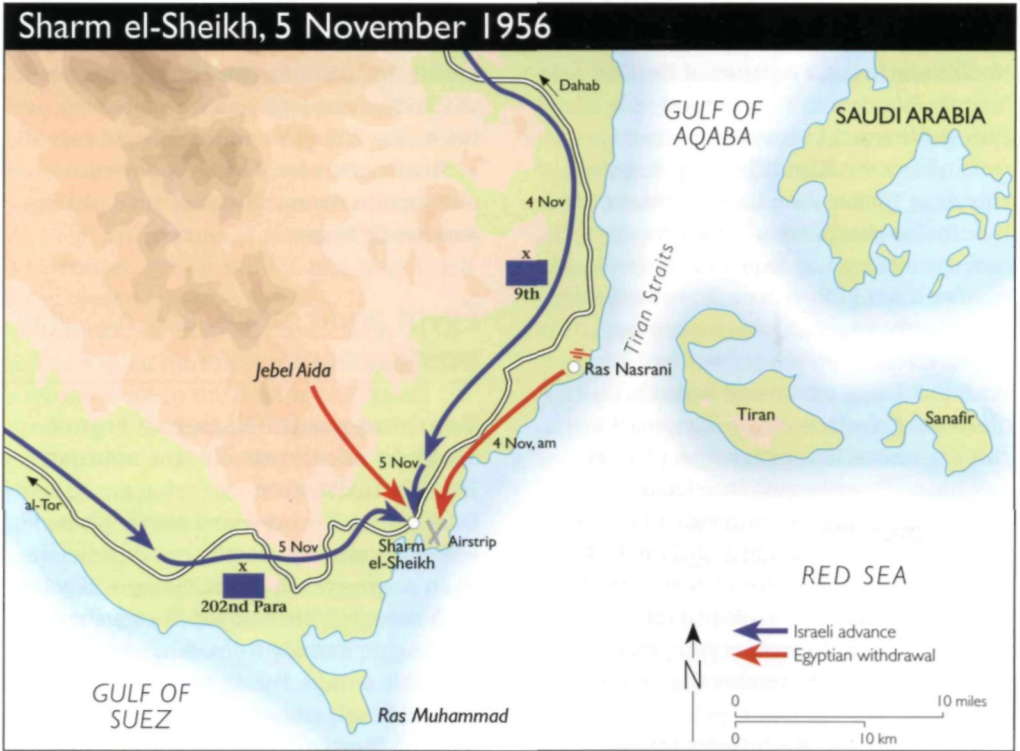 Sharm el-Sheikh, 5 November 1956
Dahab
GULF OF
AQABA
SAUDI ARABIA
4 Nov
x
9th
Tiran Straits
Jebel Aida
Ras Nasrani
Tiran
Sanafir
4 Nov, am
5 Nov
al-Tor
5 Nov
Sharm
el-Sheikh
Airstrip
x
202nd Para
RED SEA
Israeli advance
Egyptian withdrawal
N
0 10 miles
0 10 km
GULF OF
SUEZ
Ras Muhammad